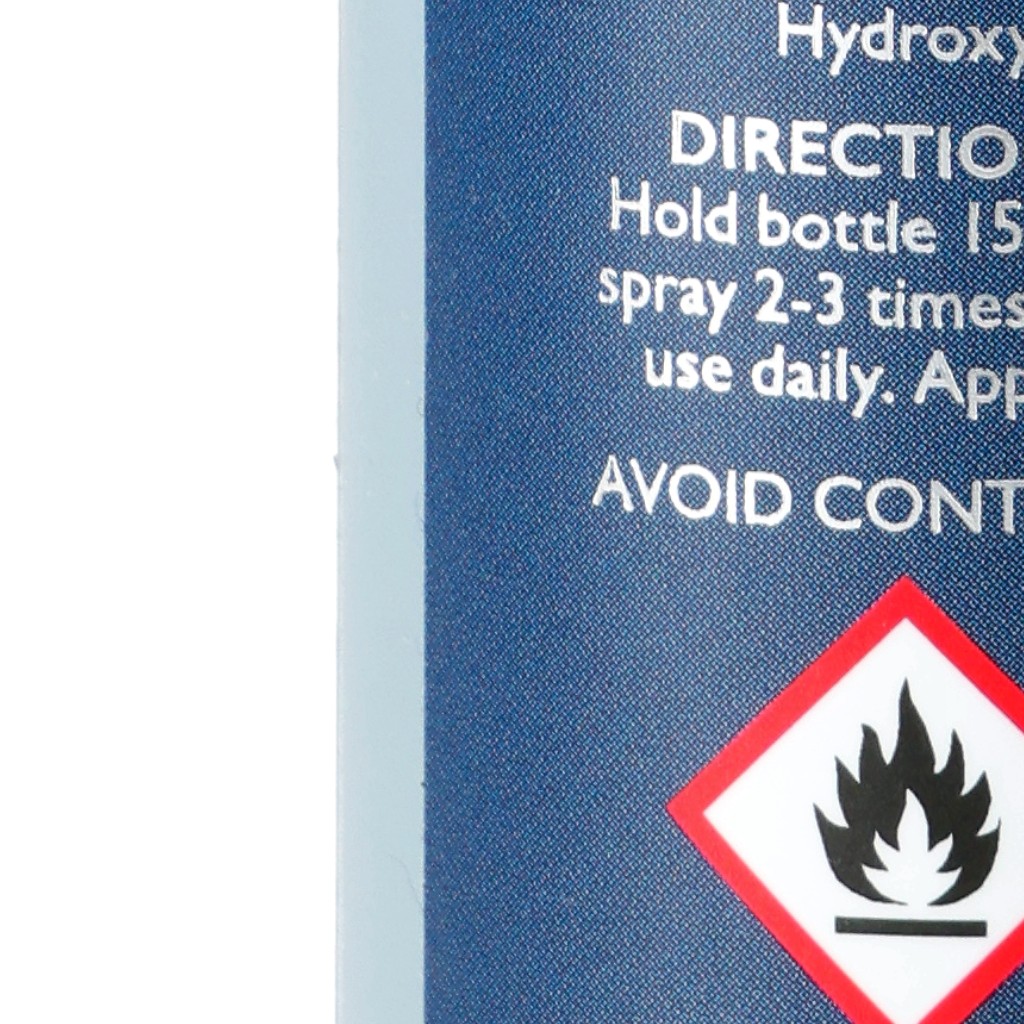 Hydroxy
DIRECTIO
Hold bottle 15
spray 2-3 times
use daily. App
AVOID CONT